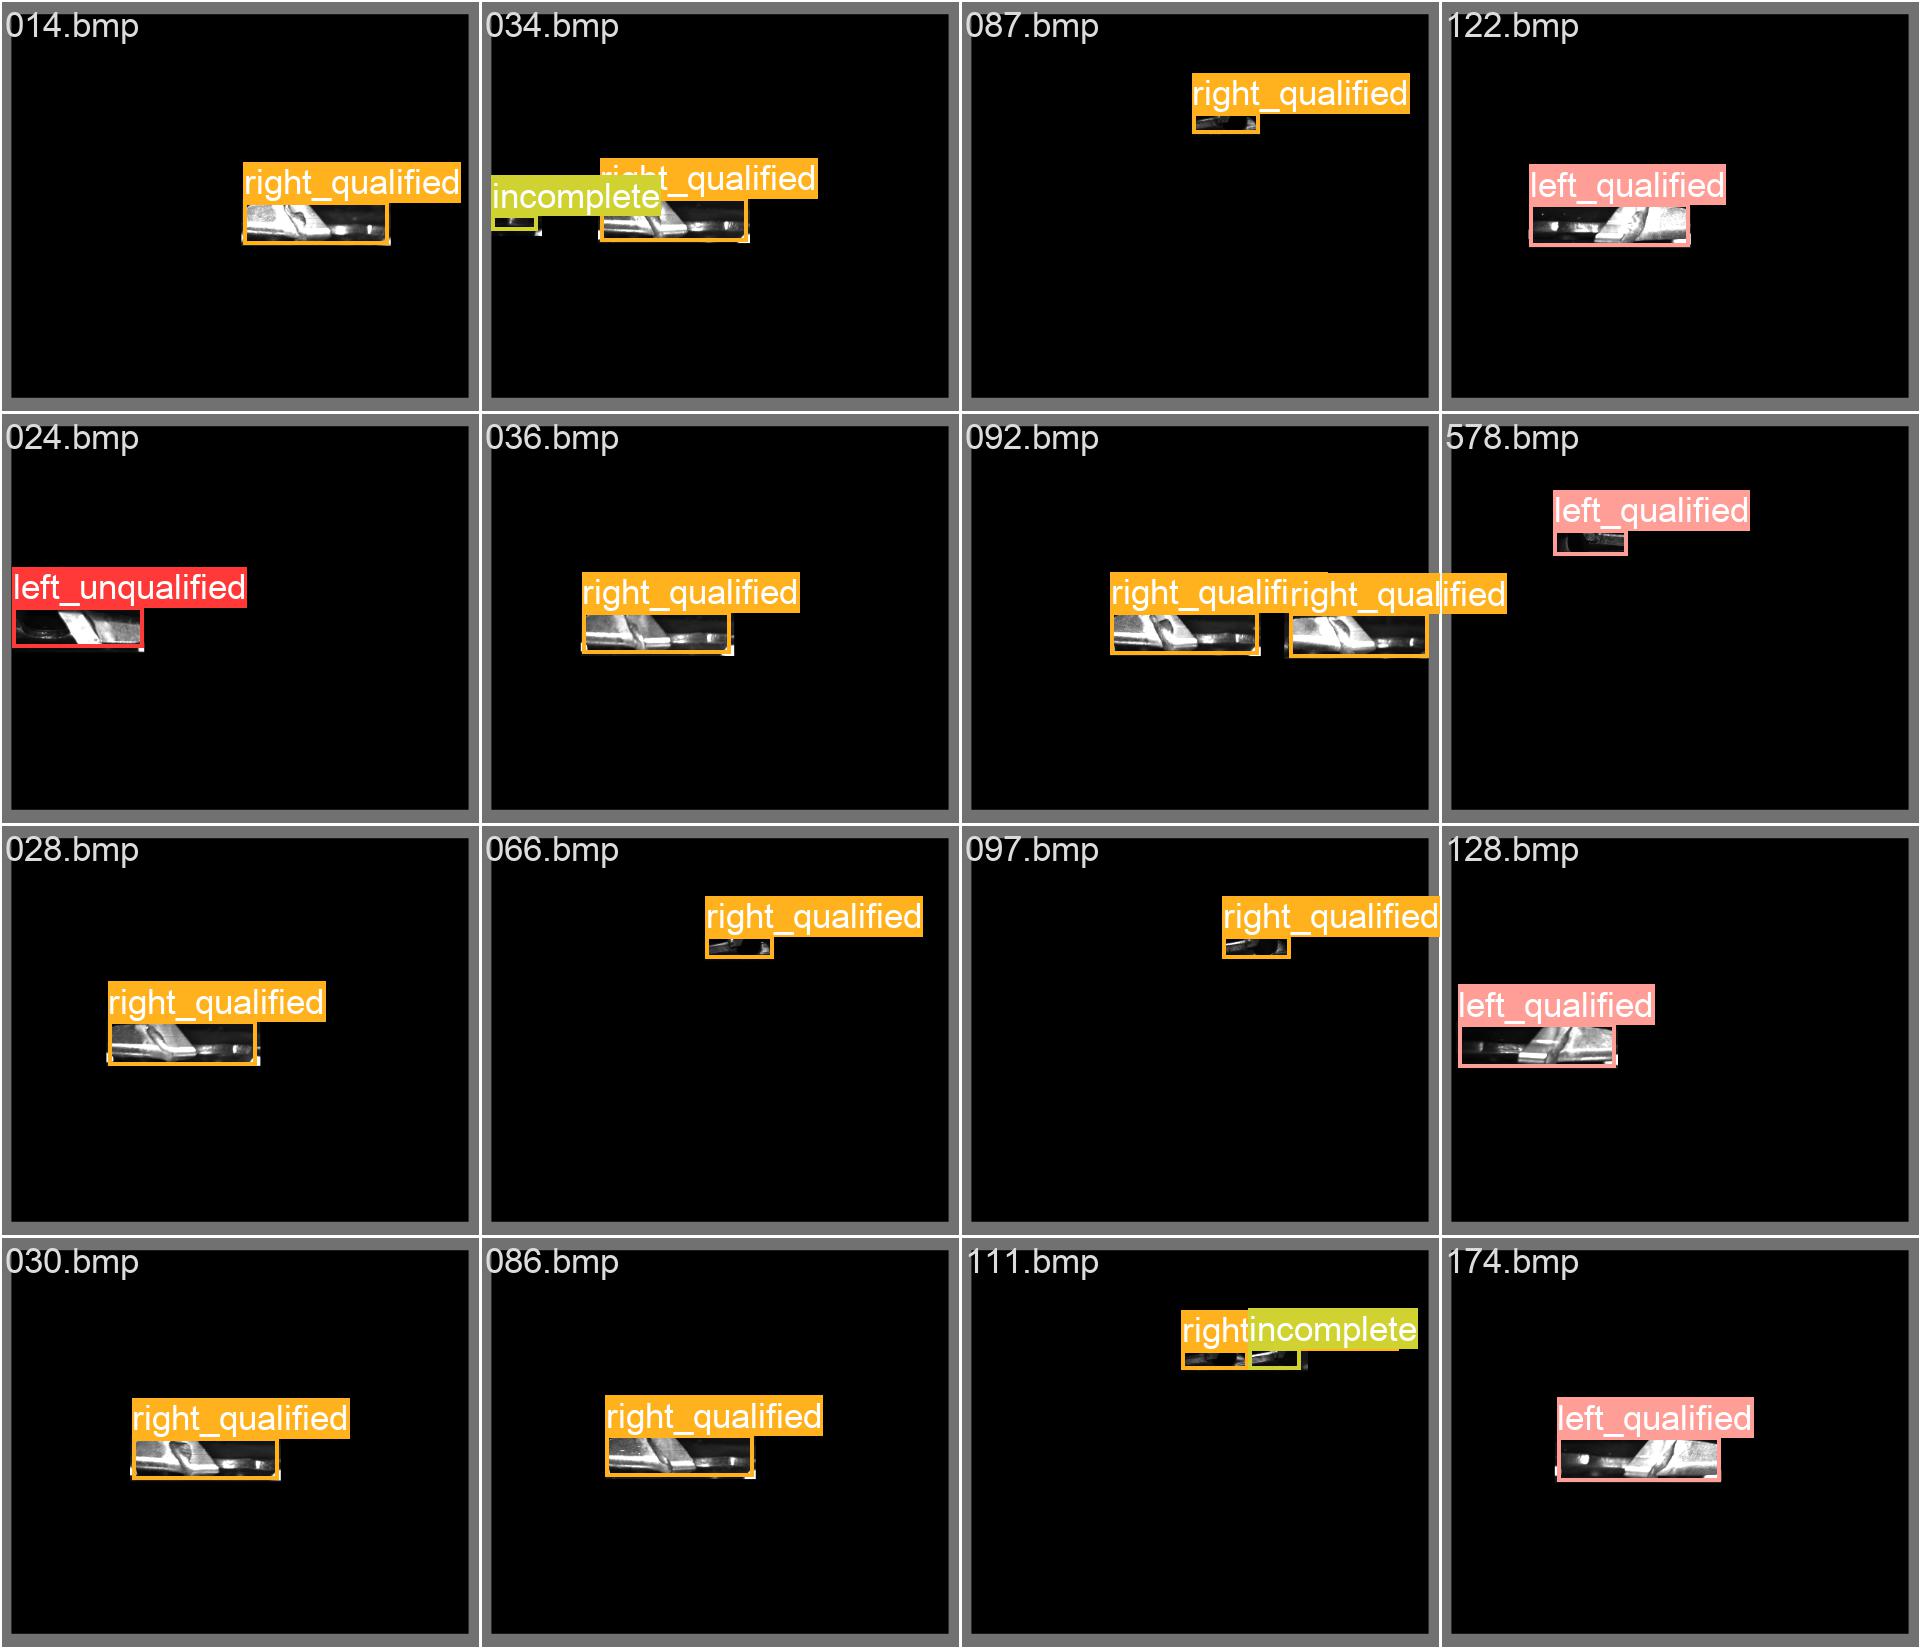 014.bmp
right_qualified
034.bmp
right_qualified
incomplete
087.bmp
right_qualified
122.bmp
left_qualified
024.bmp
left_unqualified
036.bmp
right_qualified
092.bmp
right_qualifi
right_qualified
578.bmp
left_qualified
028.bmp
right_qualified
066.bmp
right_qualified
097.bmp
right_qualified
128.bmp
left_qualified
030.bmp
right_qualified
086.bmp
right_qualified
111.bmp
right
incomplete
174.bmp
left_qualified